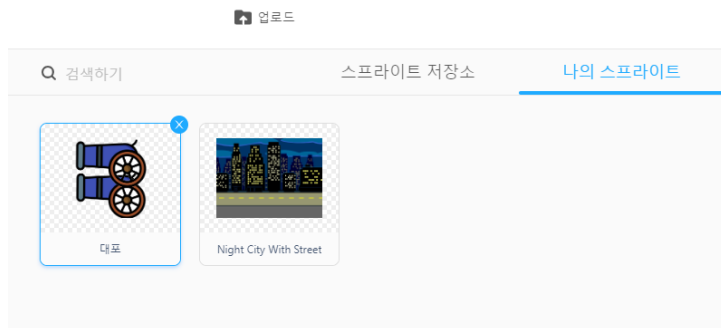 업로드
검색하기
스프라이트 저장소
나의 스프라이트
대포
Night City With Street